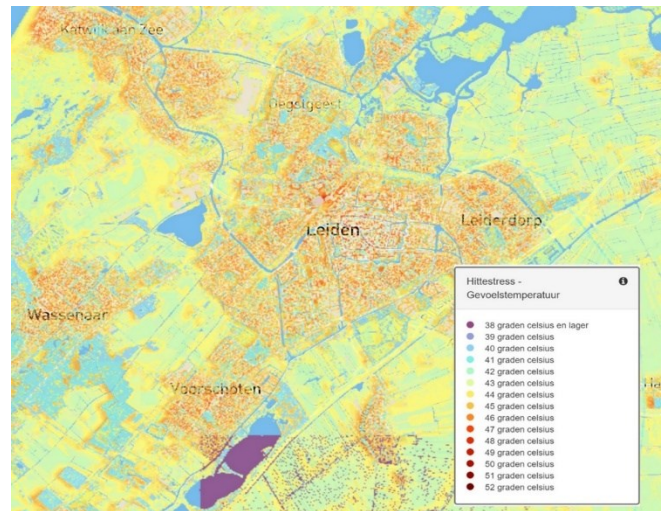 Katwijk aan Zee
Oegstgeest
Leiden
Leiderdorp
Wassenaar
Voorschoten
Ha
Hittestress -
Gevoelstemperatuur
38 graden celsius en lager
39 graden celsius
40 graden celsius
41 graden celsius
42 graden celsius
43 graden celsius
44 graden celsius
45 graden celsius
46 graden celsius
47 graden celsius
48 graden celsius
49 graden celsius
50 graden celsius
51 graden celsius
52 graden celsius